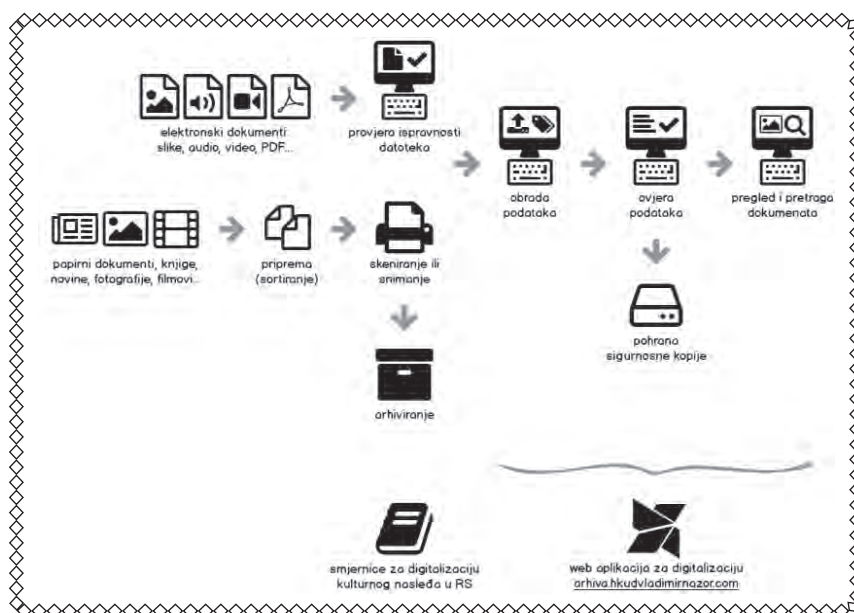 elektronski dokumenti
slike, audio, video, PDF...
provjera ispravnosti
datoteka
obrada
podataka
ovjera
podataka
pregled i pretraga
dokumenata
papirni dokumenti, knjige,
novine, fotografije, filmovi...
priprema
(sortiranje)
skeniranje ili
snimanje
pohrana
sigurnosne kopije
arhiviranje
smjernice za digitalizaciju
kulturnog nasleđa u RS
web aplikacija za digitalizaciju
arhiva.hkudvladimirnazor.com